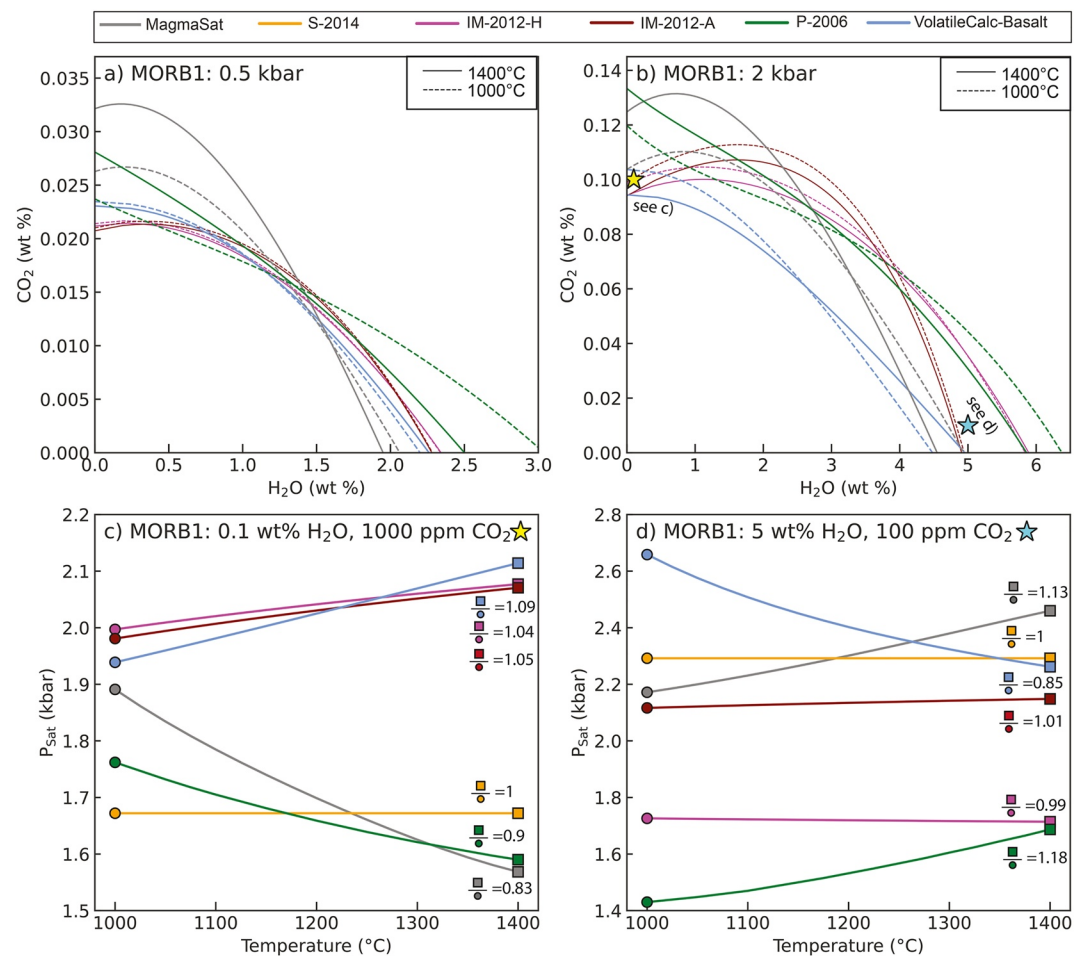 MagmaSat S-2014 IM-2012-H IM-2012-A P-2006 VolatileCalc-Basalt
a) MORB1: 0.5 kbar
1400°C
1000°C
0.035
0.030
0.025
0.020
0.015
0.010
0.005
0.000
CO₂ (wt %)
0.0 0.5 1.0 1.5 2.0 2.5 3.0
H₂O (wt %)
b) MORB1: 2 kbar
1400°C
1000°C
0.14
0.12
0.10
0.08
0.06
0.04
0.02
0.00
CO₂ (wt %)
see c)
see d)
0 1 2 3 4 5 6
H₂O (wt %)
c) MORB1: 0.1 wt% H₂O, 1000 ppm CO₂
2.2
2.1
2.0
1.9
1.8
1.7
1.6
1.5
P_Sat (kbar)
=1.09
=1.04
=1.05
=1
=0.9
=0.83
1000 1100 1200 1300 1400
Temperature (°C)
d) MORB1: 5 wt% H₂O, 100 ppm CO₂
2.8
2.6
2.4
2.2
2.0
1.8
1.6
1.4
P_Sat (kbar)
=1.13
=1
=0.85
=1.01
=0.99
=1.18
1000 1100 1200 1300 1400
Temperature (°C)